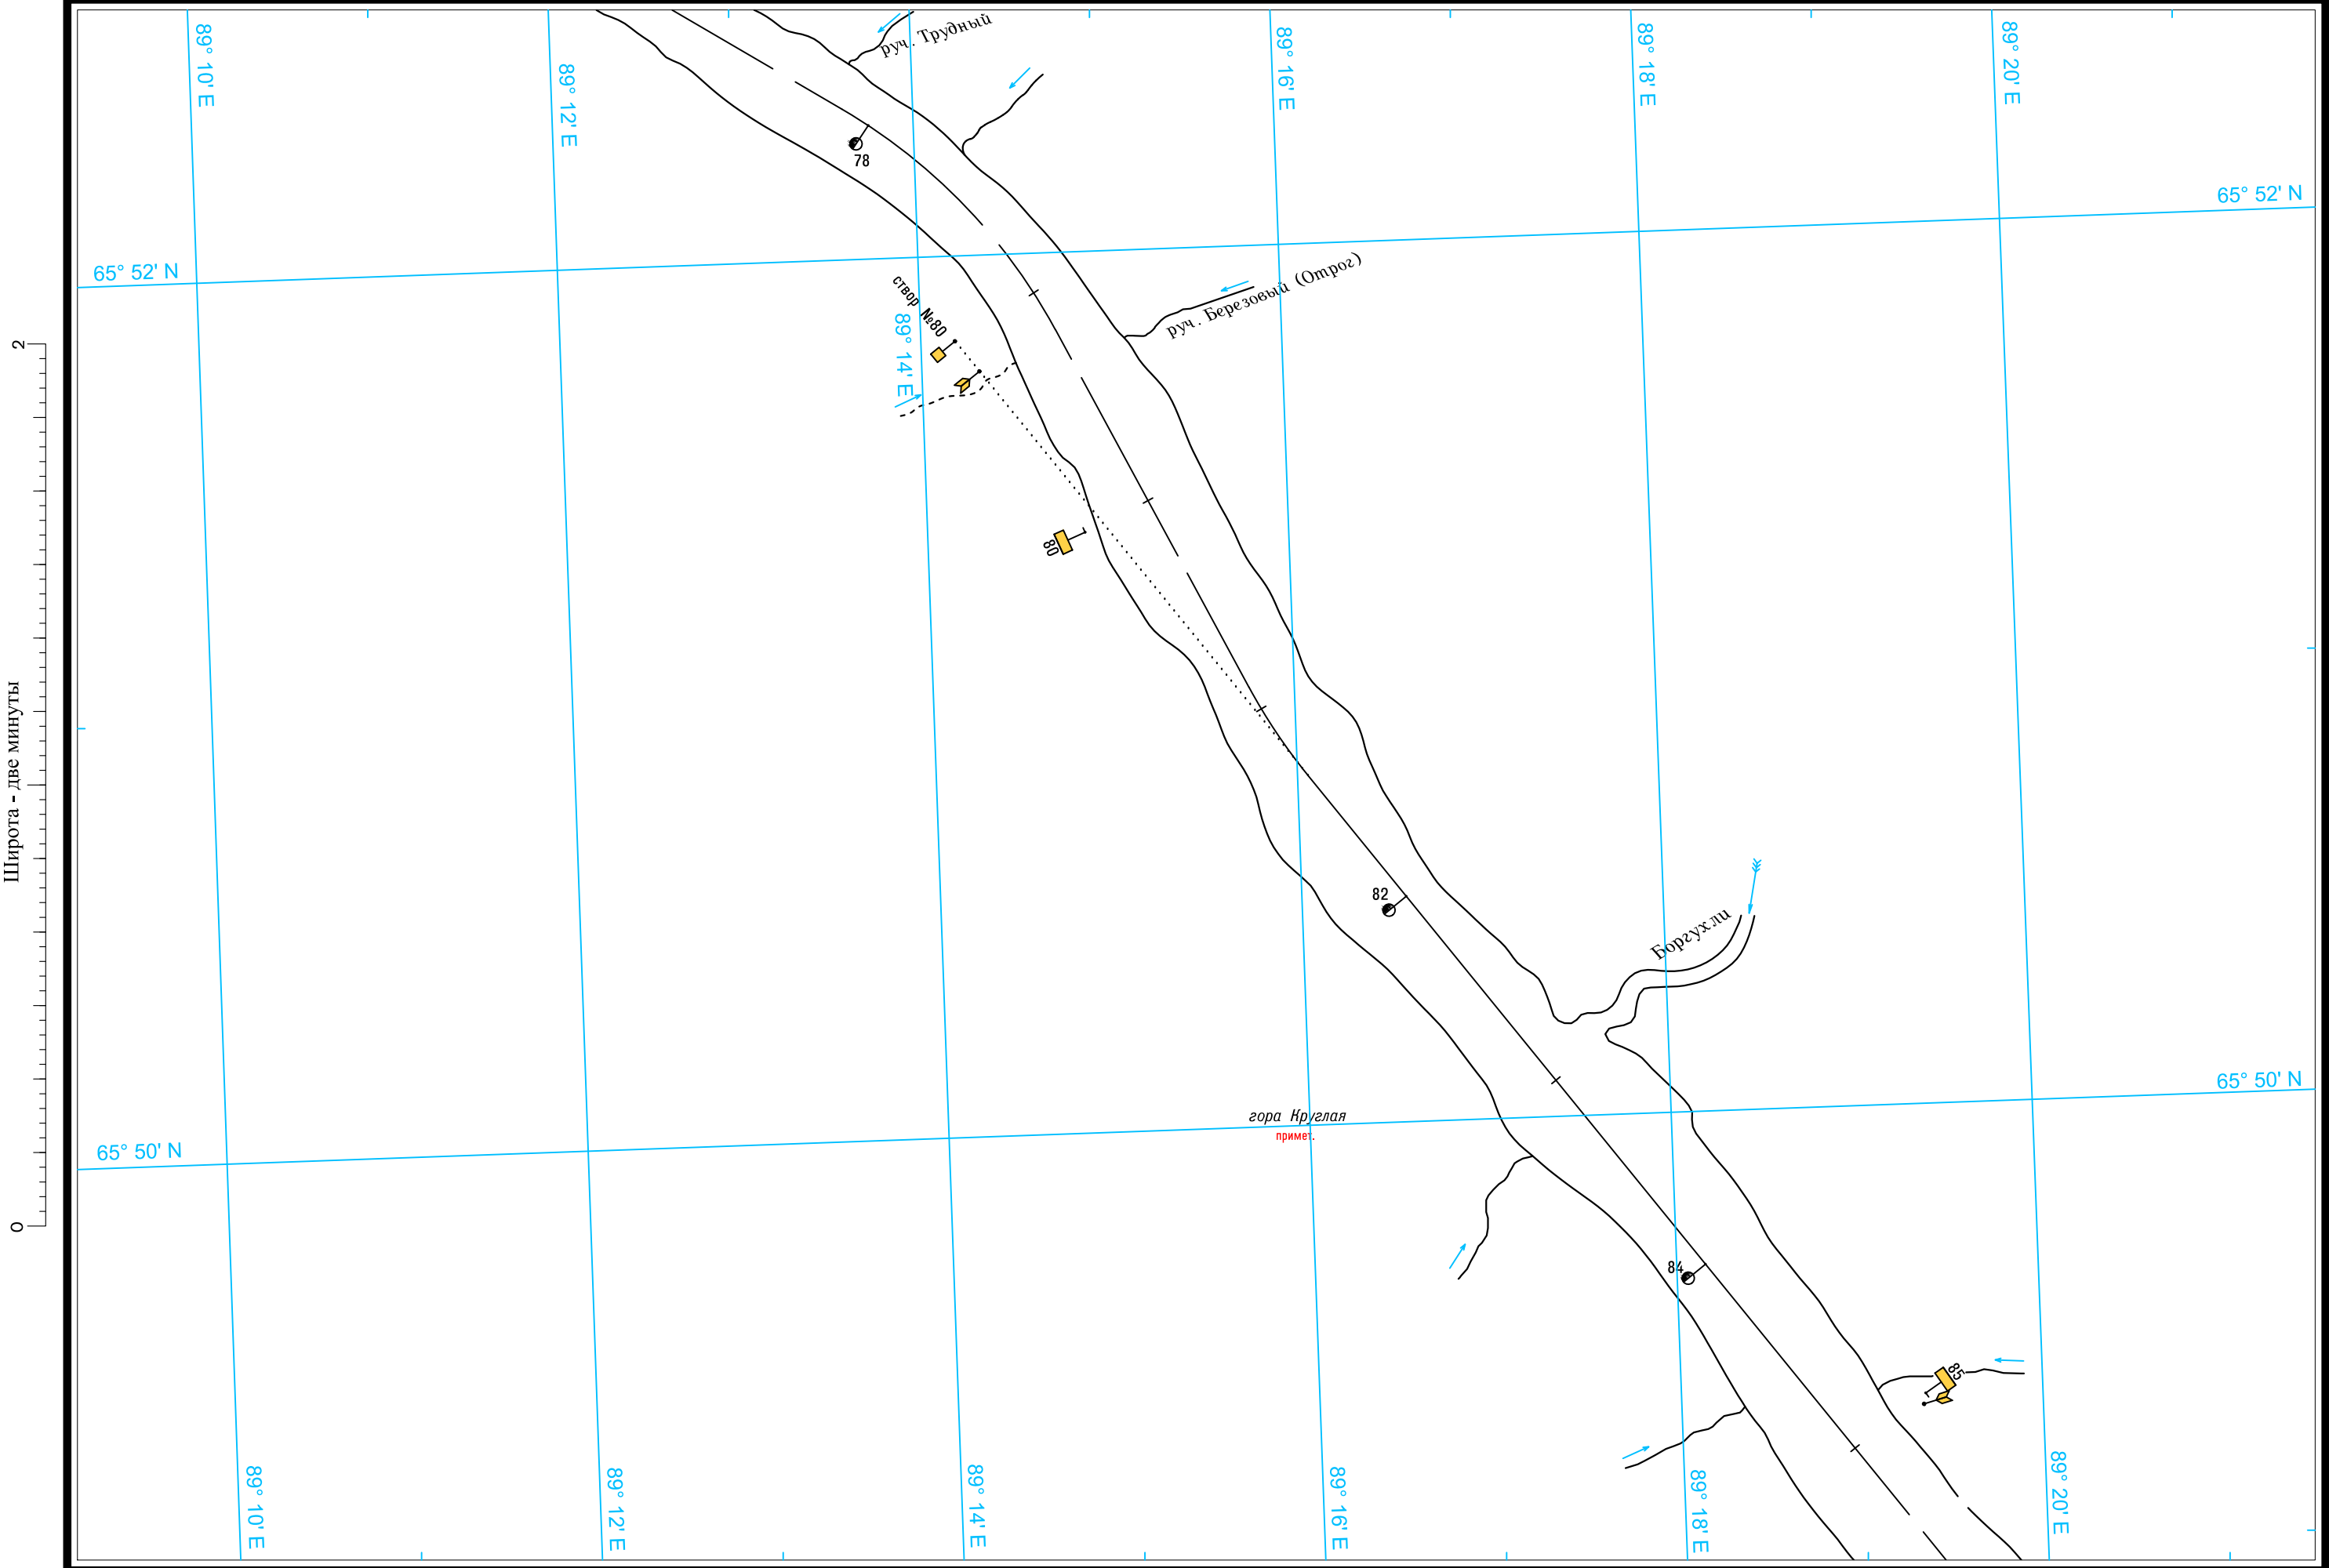 89° 10' E
89° 12' E
89° 16' E
89° 18' E
89° 20' E
руч. Трудный
78
65° 52' N
65° 52' N
руч. Березовый (Отрог)
створ №80
89° 14' E
2
80
Широта - две минуты
82
Боргухли
65° 50' N
гора Круглая
примет.
65° 50' N
0
84
85
89° 10' E
89° 12' E
89° 14' E
89° 16' E
89° 18' E
89° 20' E